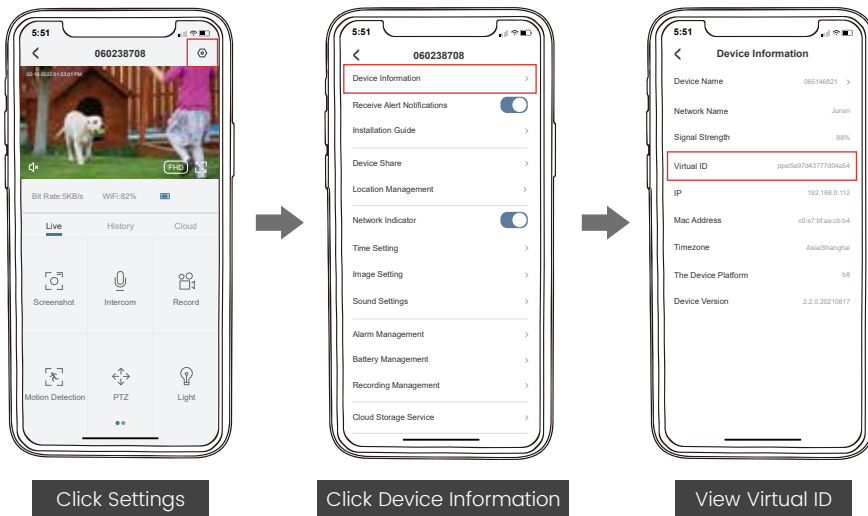 5:51
060238708
02-16-2022 01:53:01 PM
FHD
Bit Rate:5KB/s WiFi:82%
Live History Cloud
Screenshot Intercom Record
Motion Detection PTZ Light
Click Settings
5:51
060238708
Device Information
Receive Alert Notifications
Installation Guide
Device Share
Location Management
Network Indicator
Time Setting
Image Setting
Sound Settings
Alarm Management
Battery Management
Recording Management
Cloud Storage Service
Click Device Information
5:51
Device Information
Device Name 065146821
Network Name Junan
Signal Strength 88%
Virtual ID ppsl5e97d43777d04a54
IP 192.168.0.112
Mac Address c0:e7:bf:ae:cb:b4
Timezone Asia/Shanghai
The Device Platform b8
Device Version 2.2.0.20210817
View Virtual ID